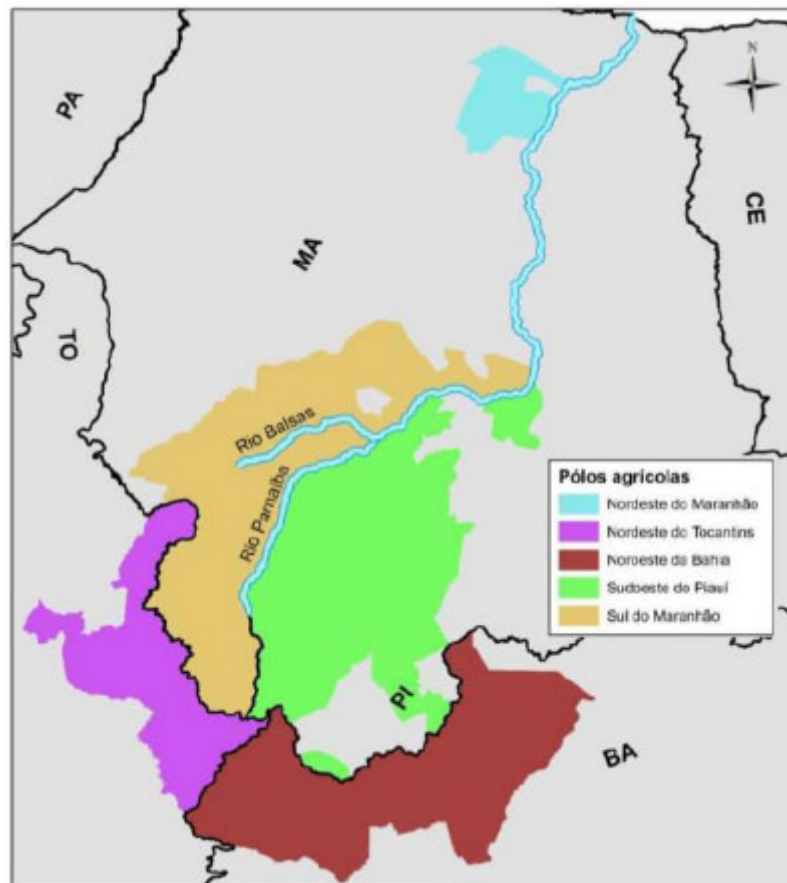 N
PA
CE
MA
TO
Rio Balsas
Rio Parnaíba
Pólos agrícolas
Nordeste do Maranhão
Nordeste do Tocantins
Noroeste da Bahia
Sudoeste do Piauí
Sul do Maranhão
PI
BA